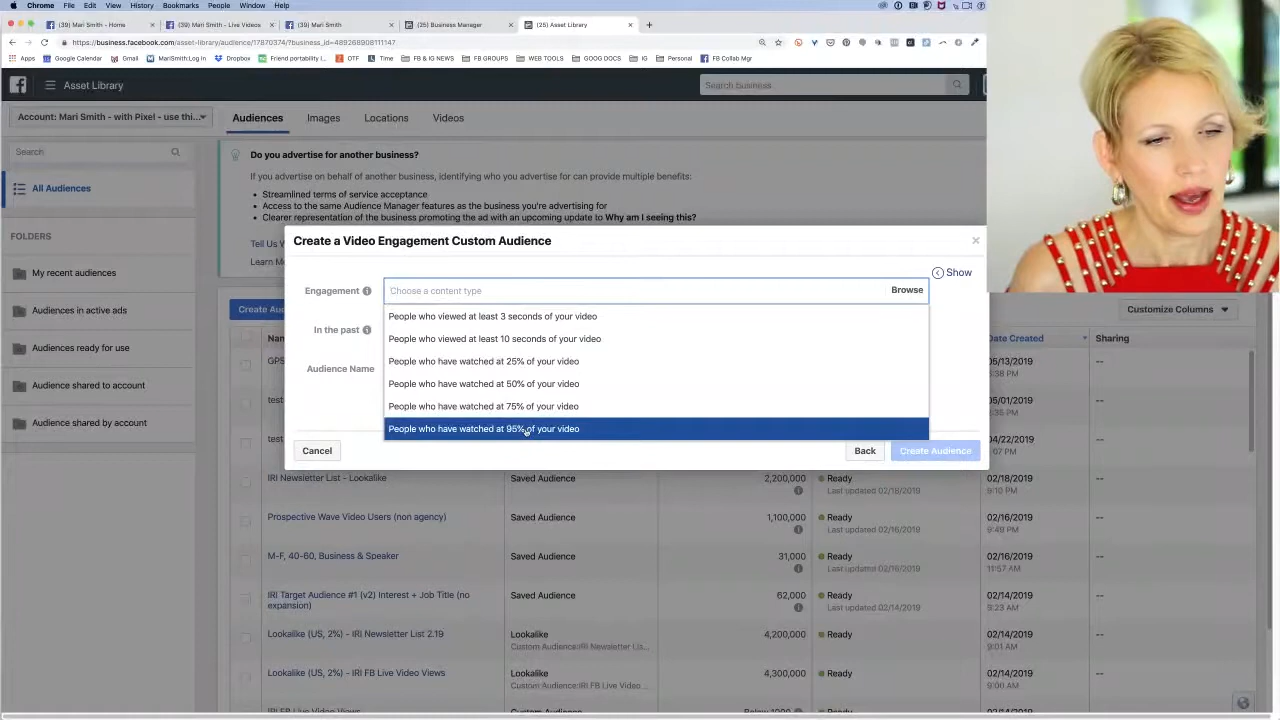 Chrome File Edit View History Bookmarks People Window Help
(39) Mari Smith - Home
(39) Mari Smith - Live Videos
(39) Mari Smith
(25) Business Manager
(25) Asset Library
https://business.facebook.com/asset-library/audience/17870374/?business_id=489268908111147
Apps Google Calendar Gmail MariSmith:Log In Dropbox Friend portability I... OTF Time FB & IG NEWS FB GROUPS WEB TOOLS GOOG DOCS IG Personal FB Collab Mgr
Asset Library
Search business
Account: Mari Smith - with Pixel - use thi...
Audiences Images Locations Videos
Search
Do you advertise for another business?
If you advertise on behalf of another business, identifying who you advertise for can provide multiple benefits:
All Audiences
• Streamlined terms of service acceptance
• Access to the same Audience Manager features as the business you're advertising for
• Clearer representation of the business promoting the ad with an upcoming update to Why am I seeing this?
FOLDERS
Tell Us
Create a Video Engagement Custom Audience
My recent audiences
Show
Engagement
Choose a content type
Browse
Audiences in active ads
Create Au
Customize Columns
People who viewed at least 3 seconds of your video
In the past
People who viewed at least 10 seconds of your video
Date Created
Sharing
Audiences ready for use
People who have watched at 25% of your video
GPS
05/13/2019
--
Audience Name
Audience shared to account
People who have watched at 50% of your video
test
05/01/2019
--
People who have watched at 75% of your video
Audience shared by account
People who have watched at 95% of your video
test
04/22/2019
--
Cancel
Back
Create Audience
IRI Newsletter List - Lookalike
Saved Audience
2,200,000
Ready
Last updated 02/18/2019
02/18/2019
9:10 PM
--
Prospective Wave Video Users (non agency)
Saved Audience
1,100,000
Ready
Last updated 02/16/2019
02/16/2019
9:49 PM
--
M-F, 40-60, Business & Speaker
Saved Audience
31,000
Ready
Last updated 02/16/2019
02/16/2019
11:57 AM
--
IRI Target Audience #1 (v2) Interest + Job Title (no
expansion)
Saved Audience
62,000
Ready
Last updated 02/14/2019
02/14/2019
9:23 AM
--
Lookalike (US, 2%) - IRI Newsletter List 2.19
Lookalike
Custom Audience:IRI Newsletter Lis...
4,200,000
Ready
02/14/2019
9:01 AM
--
Lookalike (US, 2%) - IRI FB Live Video Views
Lookalike
Custom Audience:IRI FB Live Video ...
4,300,000
Ready
02/14/2019
9:00 AM
--
IRI FB Live Video Views
Custom Audience
Below 1000